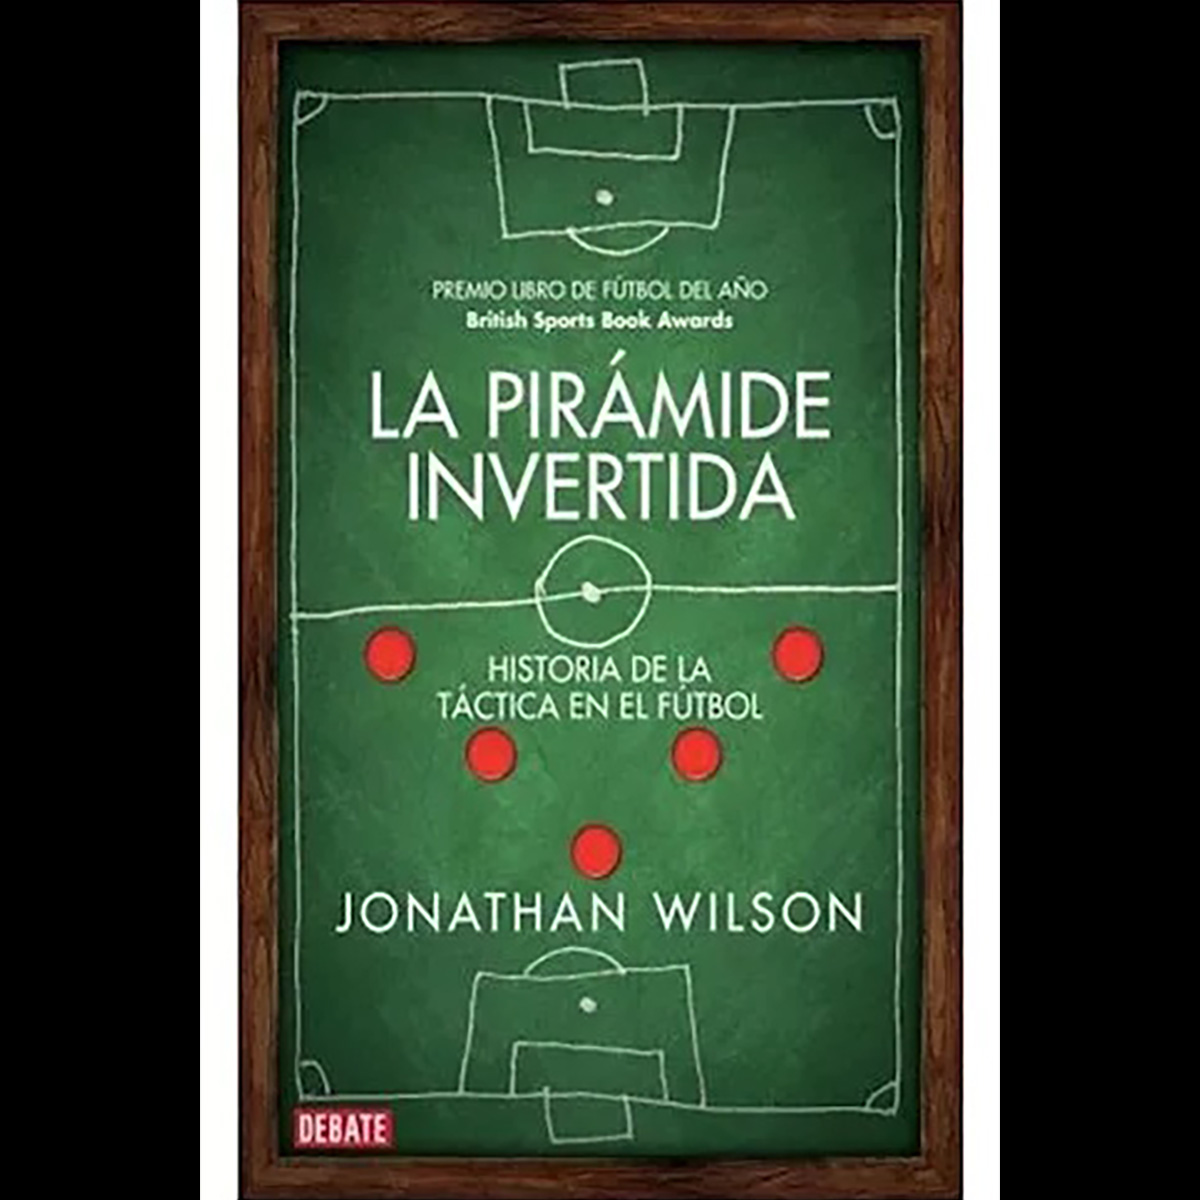 PREMIO LIBRO DE FÚTBOL DEL AÑO
British Sports Book Awards
LA PIRÁMIDE
INVERTIDA
HISTORIA DE LA
TÁCTICA EN EL FÚTBOL
JONATHAN WILSON
DEBATE